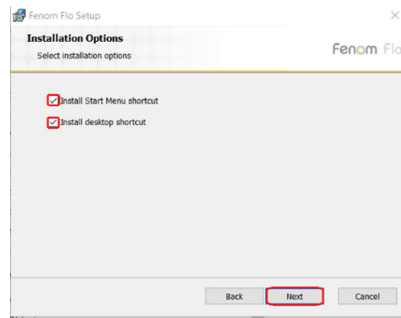 Fenom Flo Setup
Installation Options
Select installation options
Fenom Flo
Install Start Menu shortcut
Install desktop shortcut
Back Next Cancel